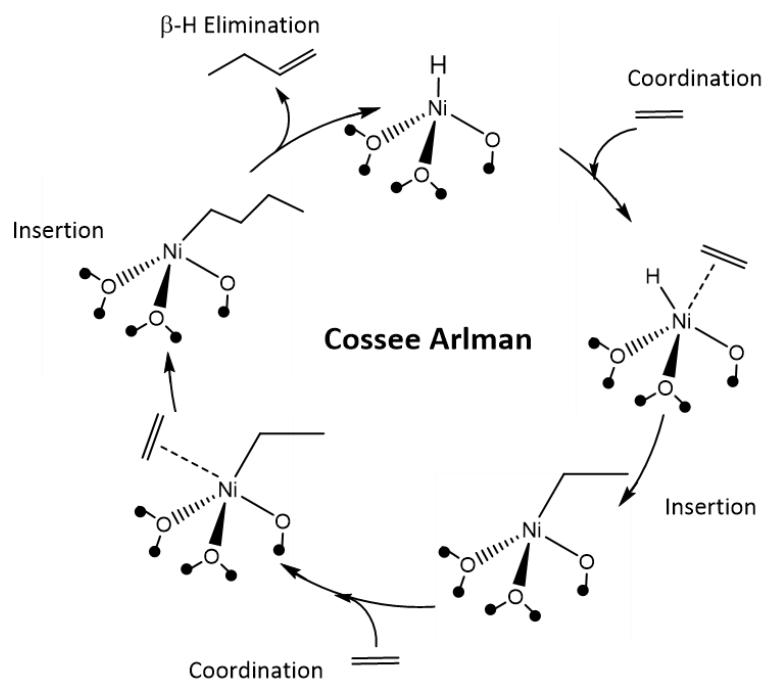 β-H Elimination
H
Ni
O
O
O
Coordination
H
Ni
O
O
O
Insertion
Ni
O
O
O
Coordination
Ni
O
O
O
Insertion
Ni
O
O
O
Cossee Arlman